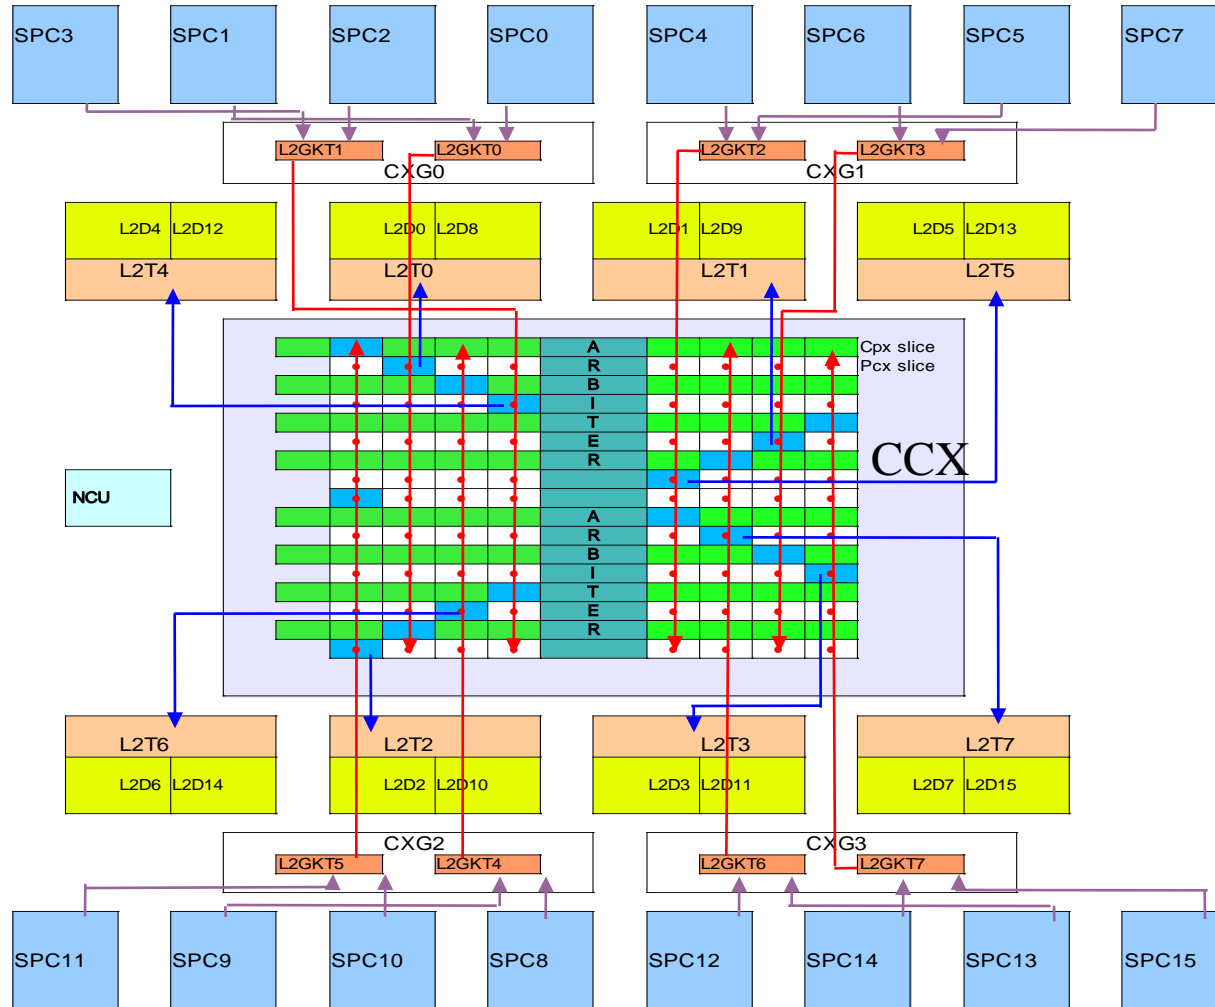 SPC3 SPC1 SPC2 SPC0 SPC4 SPC6 SPC5 SPC7
L2GKT1 L2GKT0 L2GKT2 L2GKT3
CXG0 CXG1
L2D4 L2D12 L2D0 L2D8 L2D1 L2D9 L2D5 L2D13
L2T4 L2T0 L2T1 L2T5
A
Cpx slice
R
Pcx slice
B
I
T
E
R
CCX
NCU
A
R
B
I
T
E
R
L2T6 L2T2 L2T3 L2T7
L2D6 L2D14 L2D2 L2D10 L2D3 L2D11 L2D7 L2D15
CXG2 CXG3
L2GKT5 L2GKT4 L2GKT6 L2GKT7
SPC11 SPC9 SPC10 SPC8 SPC12 SPC14 SPC13 SPC15